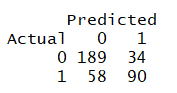 Predicted
Actual 0 1
0 189 34
1 58 90